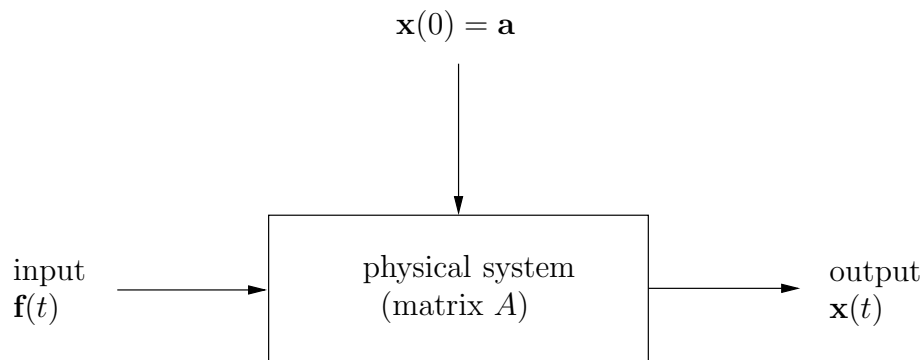 x(0) = a
input
f(t)
physical system
(matrix A)
output
x(t)